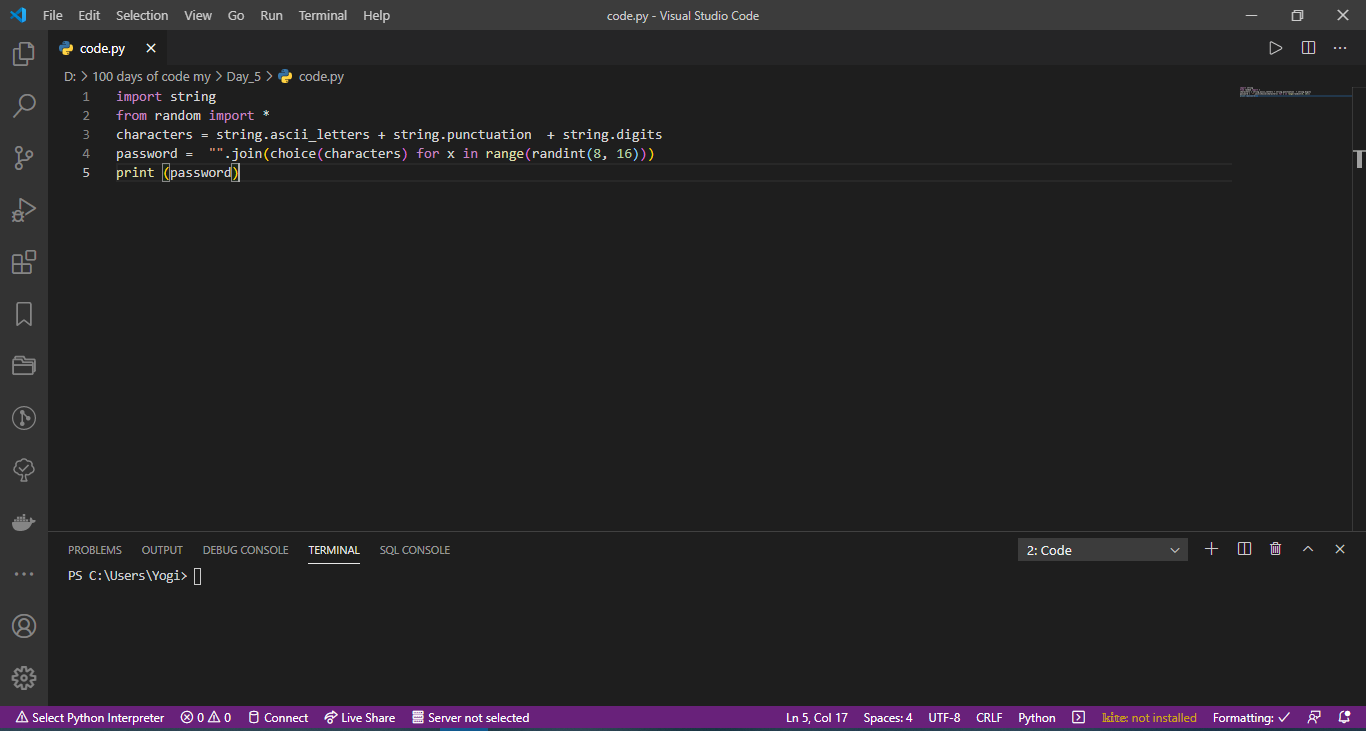 File Edit Selection View Go Run Terminal Help code.py - Visual Studio Code
code.py
D: > 100 days of code my > Day_5 > code.py
1 import string
2 from random import *
3 characters = string.ascii_letters + string.punctuation  + string.digits
4 password =  "".join(choice(characters) for x in range(randint(8, 16)))
5 print (password)
PROBLEMS OUTPUT DEBUG CONSOLE TERMINAL SQL CONSOLE 2: Code
PS C:\Users\Yogi>
Select Python Interpreter 0 0 Connect Live Share Server not selected Ln 5, Col 17 Spaces: 4 UTF-8 CRLF Python kite: not installed Formatting: ✓